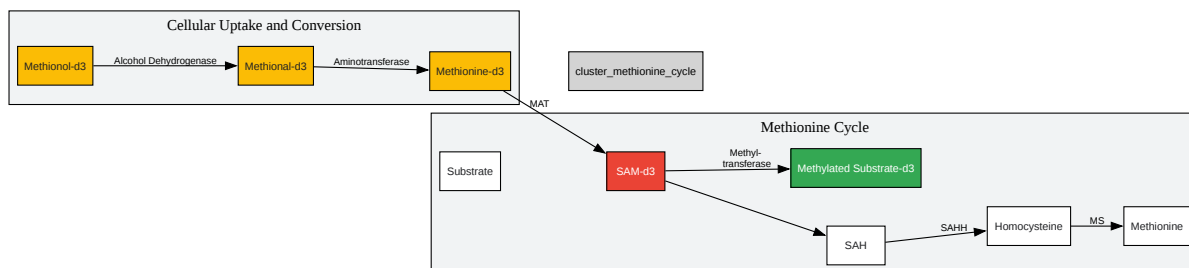 Cellular Uptake and Conversion
Methionol-d3
Alcohol Dehydrogenase
Methional-d3
Aminotransferase
Methionine-d3
cluster_methionine_cycle
MAT
Methionine Cycle
Substrate
SAM-d3
Methyl-
transferase
Methylated Substrate-d3
SAH
SAHH
Homocysteine
MS
Methionine